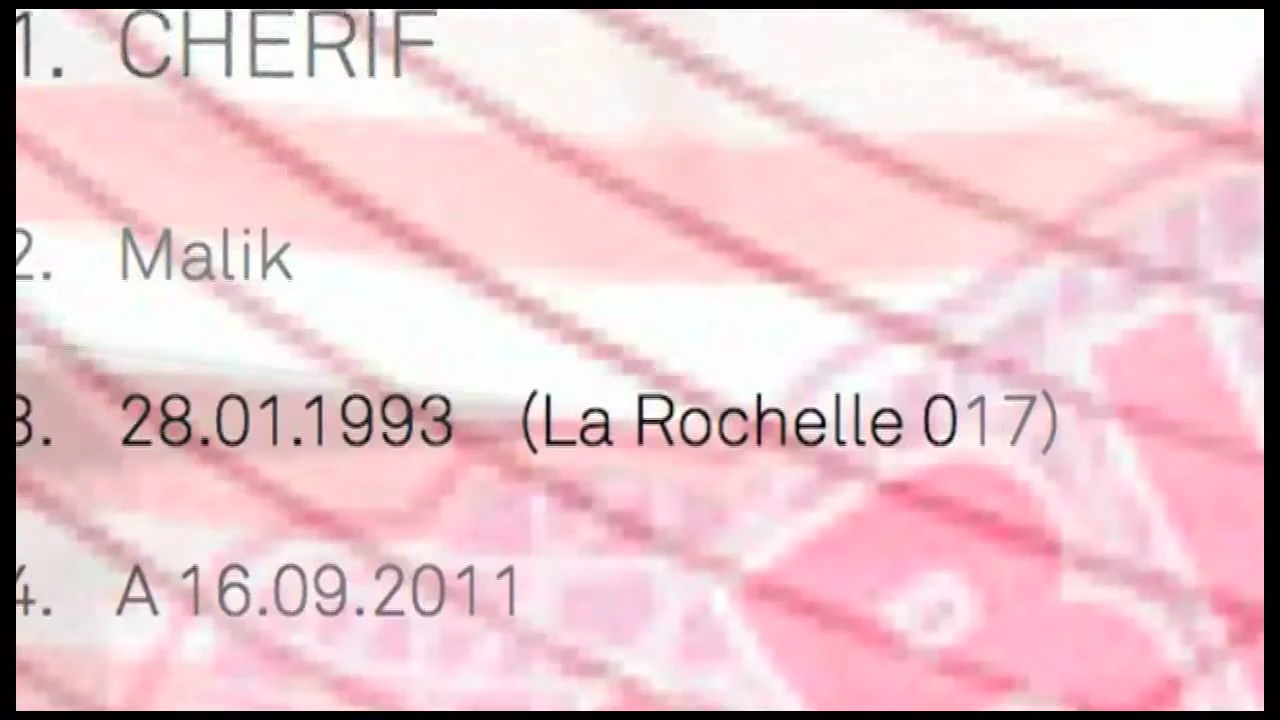 1. CHERIF
2. Malik
3. 28.01.1993 (La Rochelle 017)
4. A 16.09.2011